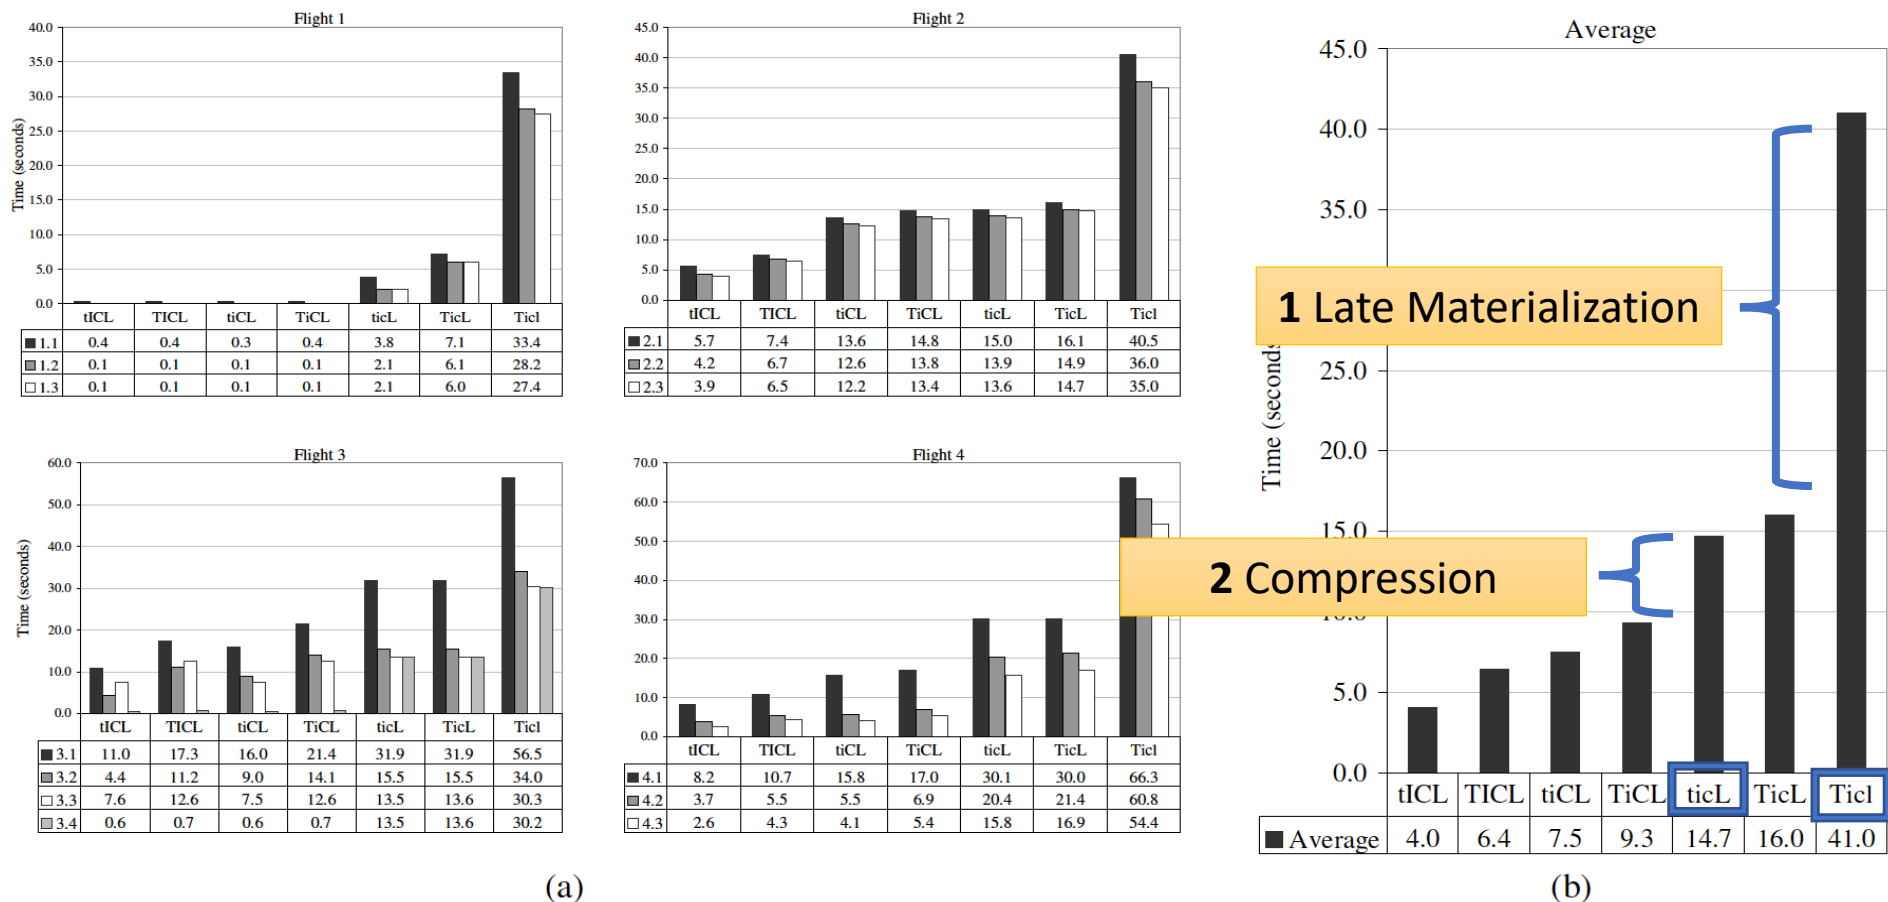 Flight 1
Time (seconds)
40.0
35.0
30.0
25.0
20.0
15.0
10.0
5.0
0.0
tICL TICL tiCL TiCL ticL TicL Ticl
1.1 0.4 0.4 0.3 0.4 3.8 7.1 33.4
1.2 0.1 0.1 0.1 0.1 2.1 6.1 28.2
1.3 0.1 0.1 0.1 0.1 2.1 6.0 27.4
Flight 2
45.0
40.0
35.0
30.0
25.0
20.0
15.0
10.0
5.0
0.0
tICL TICL tiCL TiCL ticL TicL Ticl
2.1 5.7 7.4 13.6 14.8 15.0 16.1 40.5
2.2 4.2 6.7 12.6 13.8 13.9 14.9 36.0
2.3 3.9 6.5 12.2 13.4 13.6 14.7 35.0
Flight 3
Time (seconds)
60.0
50.0
40.0
30.0
20.0
10.0
0.0
tICL TICL tiCL TiCL ticL TicL Ticl
3.1 11.0 17.3 16.0 21.4 31.9 31.9 56.5
3.2 4.4 11.2 9.0 14.1 15.5 15.5 34.0
3.3 7.6 12.6 7.5 12.6 13.5 13.6 30.3
3.4 0.6 0.7 0.6 0.7 13.5 13.6 30.2
Flight 4
70.0
60.0
50.0
40.0
30.0
20.0
10.0
0.0
tICL TICL tiCL TiCL ticL TicL Ticl
4.1 8.2 10.7 15.8 17.0 30.1 30.0 66.3
4.2 3.7 5.5 5.5 6.9 20.4 21.4 60.8
4.3 2.6 4.3 4.1 5.4 15.8 16.9 54.4
(a)
Average
45.0
40.0
35.0
1 Late Materialization
Time (seconds
25.0
20.0
15.0
2 Compression
10.0
5.0
0.0
tICL TICL tiCL TiCL ticL TicL Ticl
Average 4.0 6.4 7.5 9.3 14.7 16.0 41.0
(b)